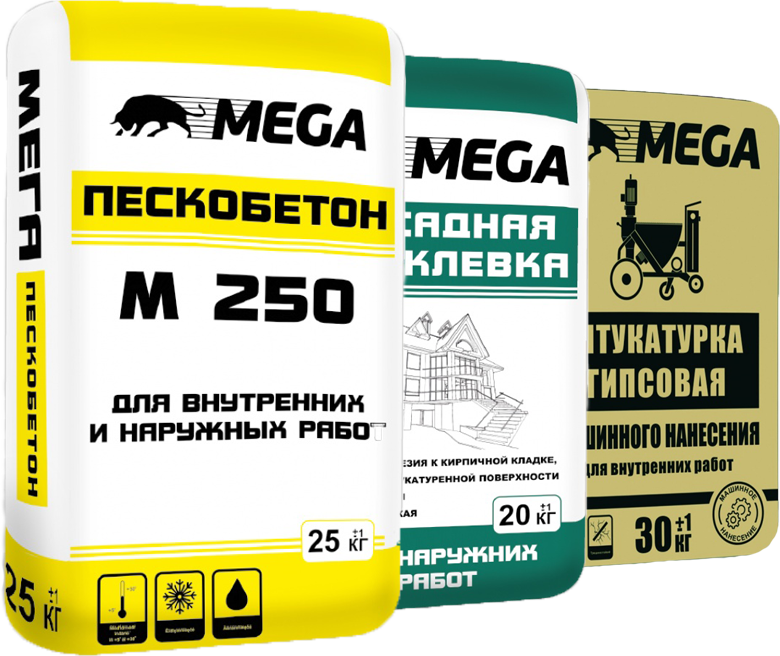 MEGA
ПЕСКОБЕТОН
М 250
ДЛЯ ВНУТРЕННИХ
И НАРУЖНЫХ РАБОТ
25 ±1 КГ
МЕГА
ПЕСКОБЕТОН
25 ±1 КГ
MEGA
САДНАЯ
КЛЕВКА
ЕЗИЯ К КИРПИЧНОЙ КЛАДКЕ,
УКАТУРЕННОЙ ПОВЕРХНОСТИ
КАЯ
20 ±1 КГ
НАРУЖНИХ
РАБОТ
MEGA
ТУКАТУРКА
ГИПСОВАЯ
ШИННОГО НАНЕСЕНИЯ
для внутренних работ
30 ±1 КГ
МАШИННОЕ
НАНЕСЕНИЕ